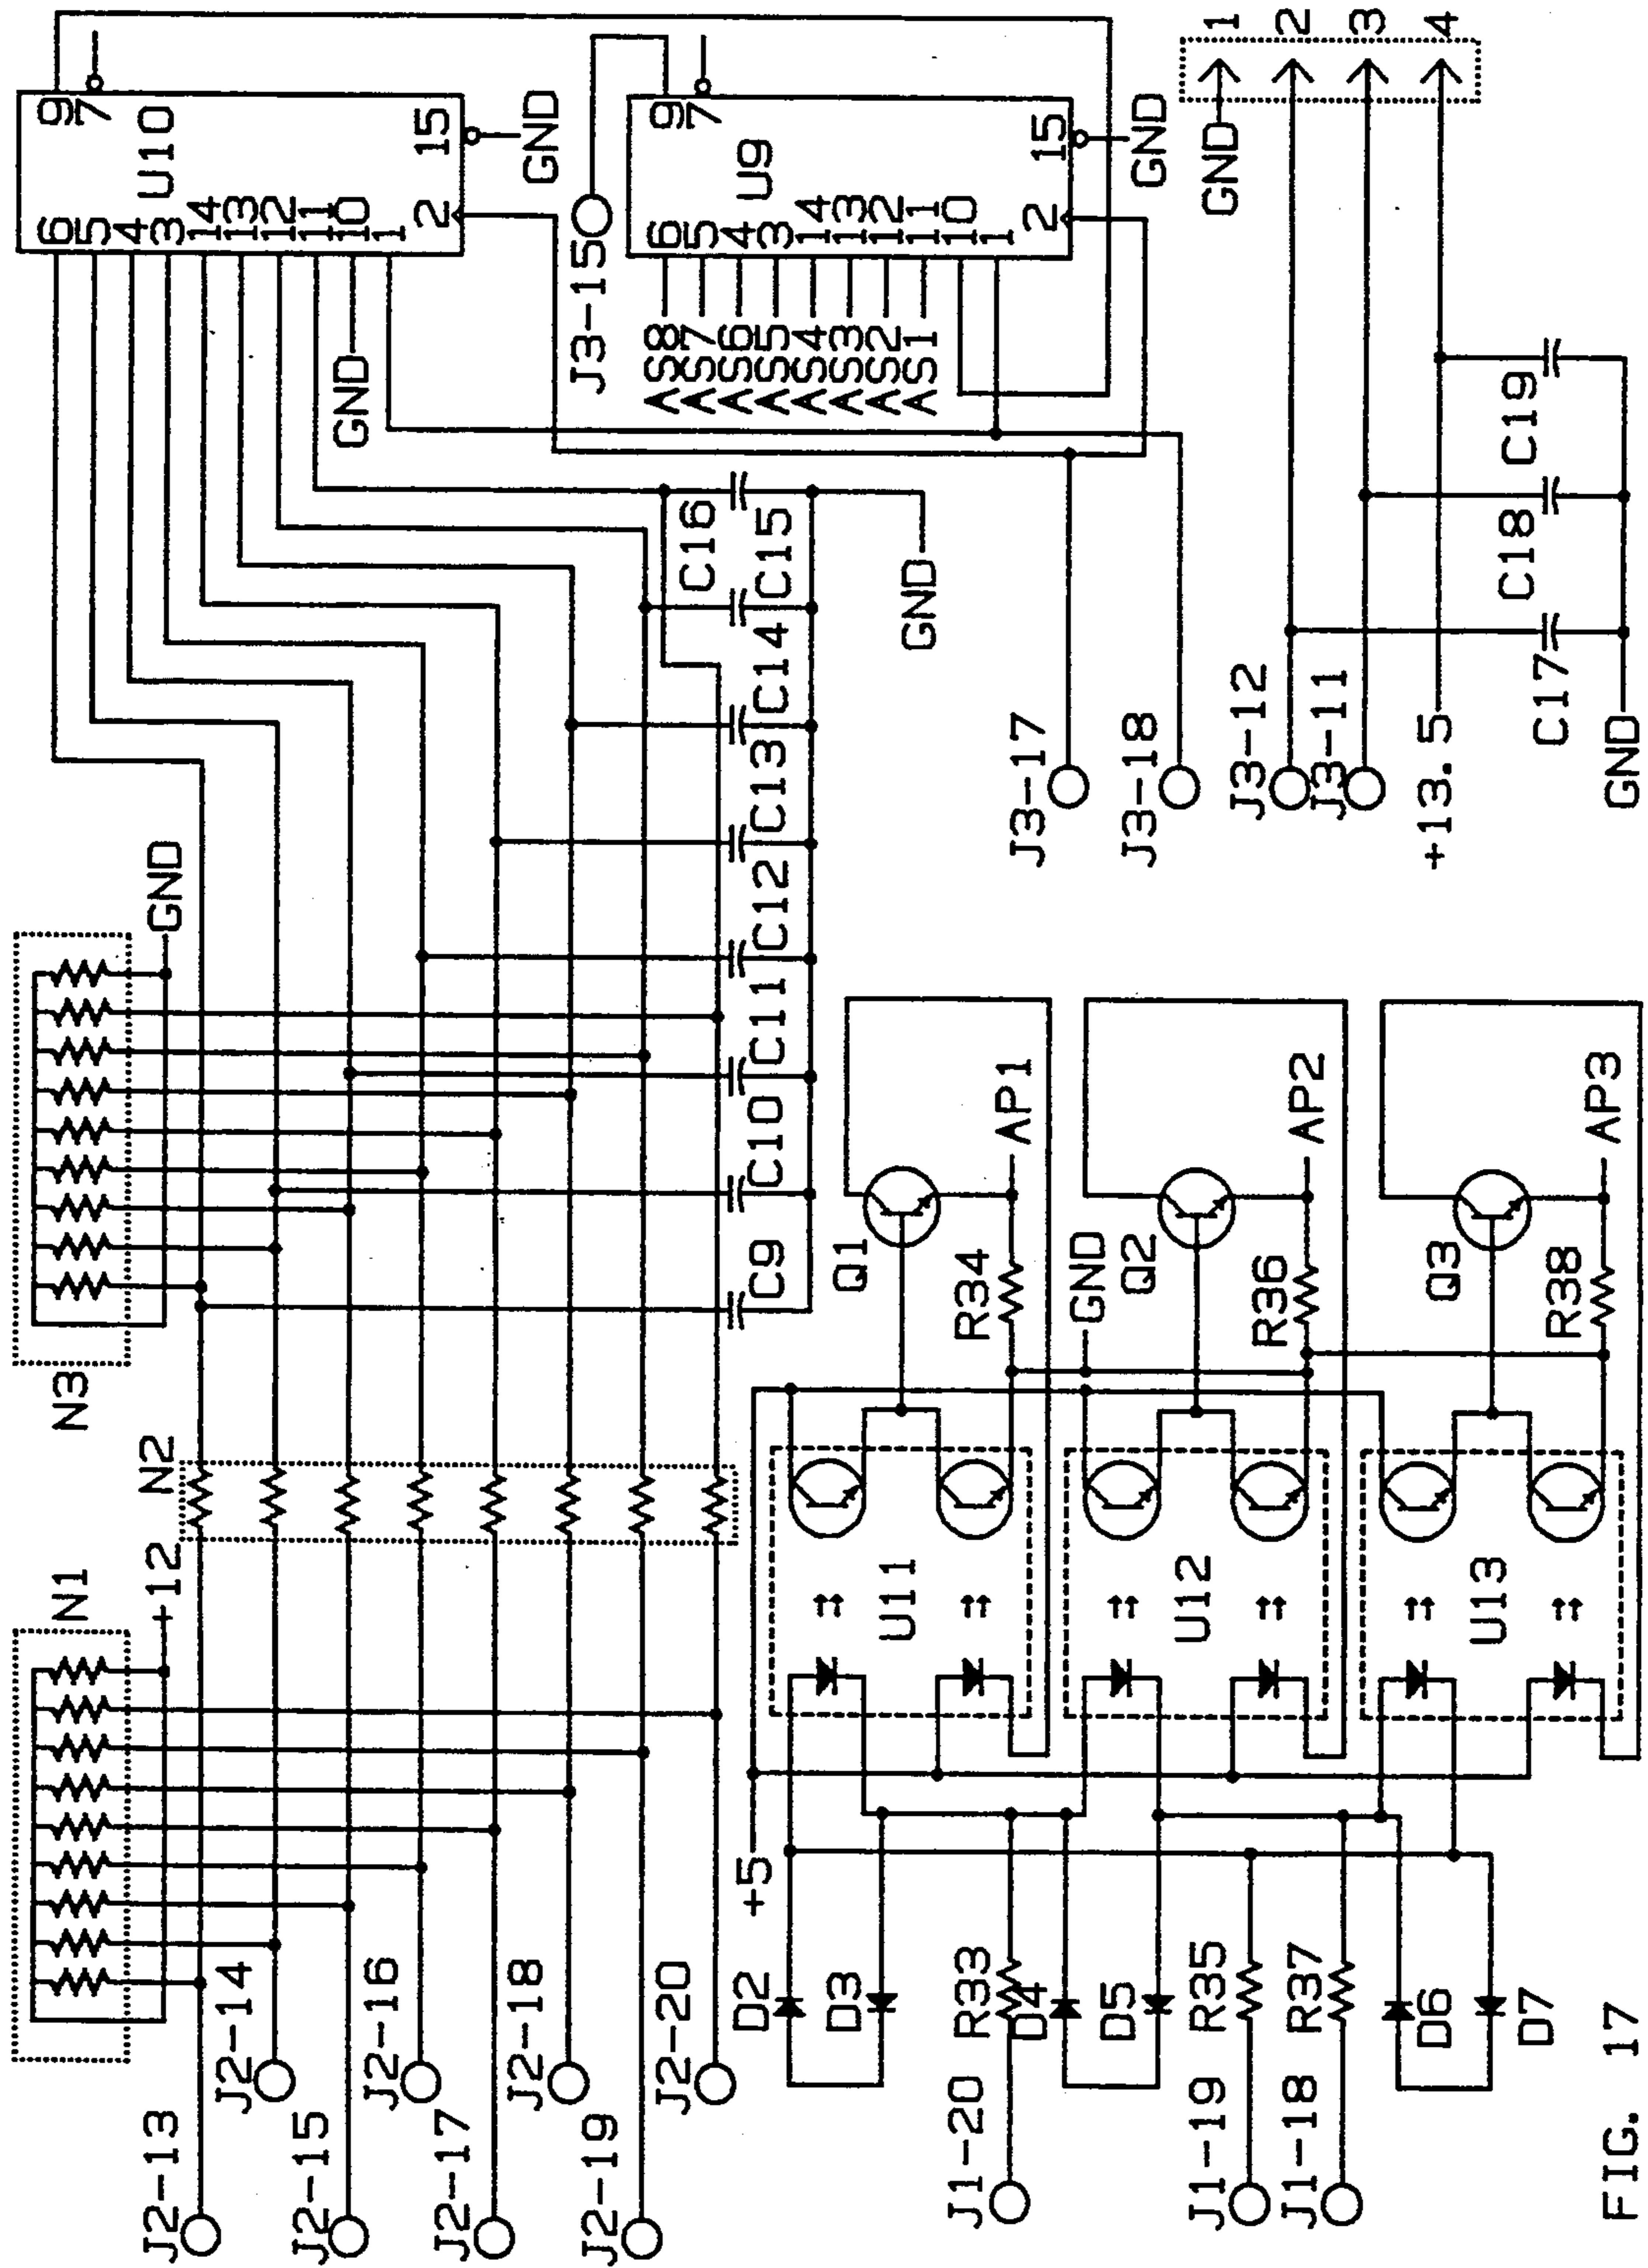 N1
+12
N2
N3
GND
J2-13
J2-14
J2-15
J2-16
J2-17
J2-18
J2-19
J2-20
C9
C10
C11
C12
C13
C14
C15
C16
GND
6
5
4
3
14
13
12
11
10
1
2
U10
9
7
15
GND
GND
J3-15
AS8
AS7
AS6
AS5
AS4
AS3
AS2
AS1
6
5
4
3
14
13
12
11
10
1
2
U9
9
7
15
GND
J3-17
J3-18
J3-12
J3-11
+13.5
GND
C17
C18
C19
GND
1
2
3
4
+5
D2
D3
R33
D4
D5
R35
R37
D6
D7
J1-20
J1-19
J1-18
U11
U12
U13
Q1
R34
AP1
GND
Q2
R36
AP2
Q3
R38
AP3
FIG. 17